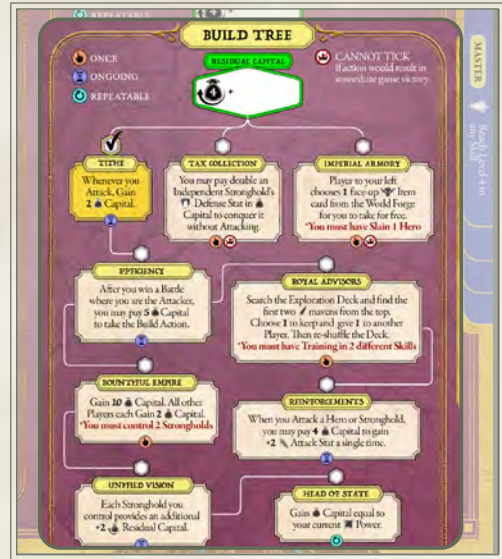 BUILD TREE
ONCE
ONGOING
REPEATABLE
RESIDUAL CAPITAL
4 +
CANNOT TICK
if action would result in
immediate game victory
MASTER
Reach Level 4 in
any Skill
TITHE
Whenever you
Attack, Gain
2 Capital.
TAX COLLECTION
You may pay double an
Independent Stronghold's
Defense Stat in
Capital to conquer it
without Attacking.
IMPERIAL ARMORY
Player to your left
chooses 1 face-up Item
card from the World Forge
for you to take for free.
*You must have Slain 1 Hero
EFFICIENCY
After you win a Battle
where you are the Attacker,
you may pay 5 Capital
to take the Build Action.
ROYAL ADVISORS
Search the Exploration Deck and find the
first two mavens from the top.
Choose 1 to keep and give 1 to another
Player. Then re-shuffle the Deck.
*You must have Training in 2 different Skills
BOUNTIFUL EMPIRE
Gain 10 Capital. All other
Players each Gain 2 Capital.
*You must control 2 Strongholds
REINFORCEMENTS
When you Attack a Hero or Stronghold,
you may pay 4 Capital to gain
+2 Attack Stat a single time.
UNIFIED VISION
Each Stronghold you
control provides an additional
+2 Residual Capital.
HEAD OF STATE
Gain Capital equal to
your current Power.